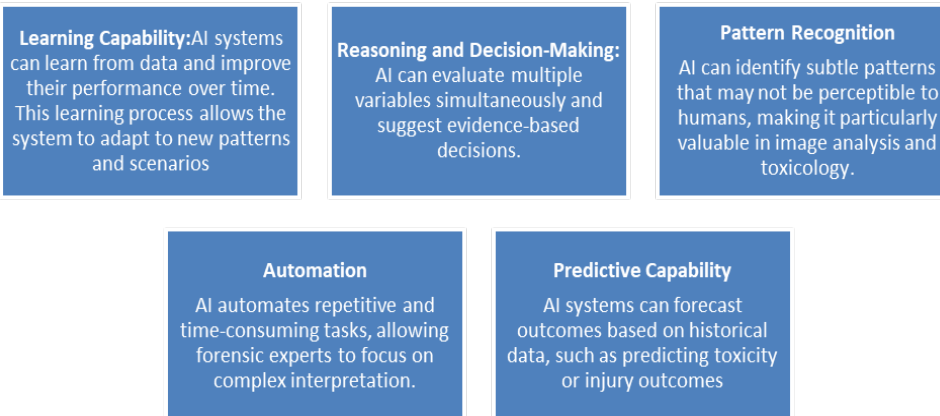 Learning Capability:AI systems
can learn from data and improve
their performance over time.
This learning process allows the
system to adapt to new patterns
and scenarios
Reasoning and Decision-Making:
AI can evaluate multiple
variables simultaneously and
suggest evidence-based
decisions.
Pattern Recognition
AI can identify subtle patterns
that may not be perceptible to
humans, making it particularly
valuable in image analysis and
toxicology.
Automation
AI automates repetitive and
time-consuming tasks, allowing
forensic experts to focus on
complex interpretation.
Predictive Capability
AI systems can forecast
outcomes based on historical
data, such as predicting toxicity
or injury outcomes